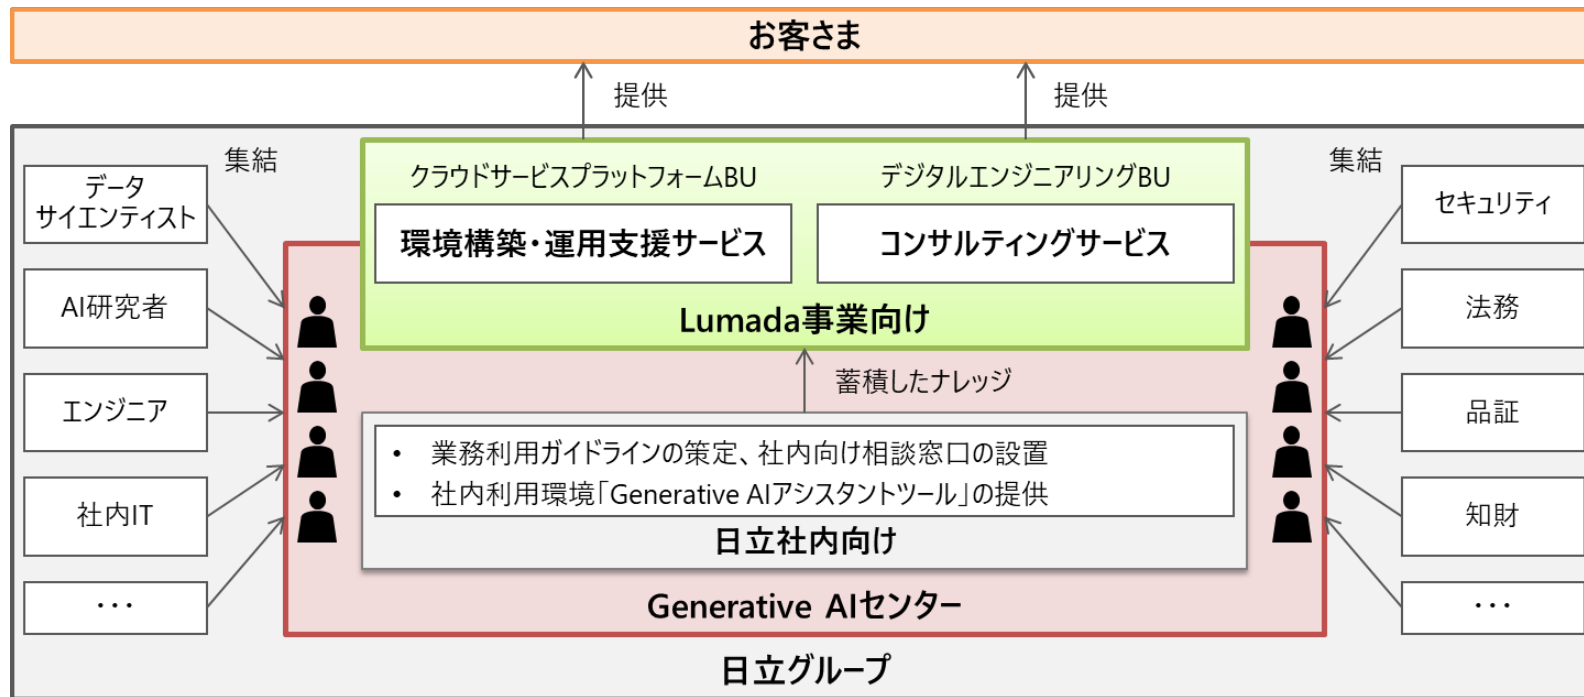 お客さま
提供
提供
集結
集結
データ
サイエンティスト
AI研究者
エンジニア
社内IT
・・・
クラウドサービスプラットフォームBU
環境構築・運用支援サービス
デジタルエンジニアリングBU
コンサルティングサービス
Lumada事業向け
蓄積したナレッジ
• 業務利用ガイドラインの策定、社内向け相談窓口の設置
• 社内利用環境「Generative AIアシスタントツール」の提供
日立社内向け
Generative AIセンター
セキュリティ
法務
品証
知財
・・・
日立グループ